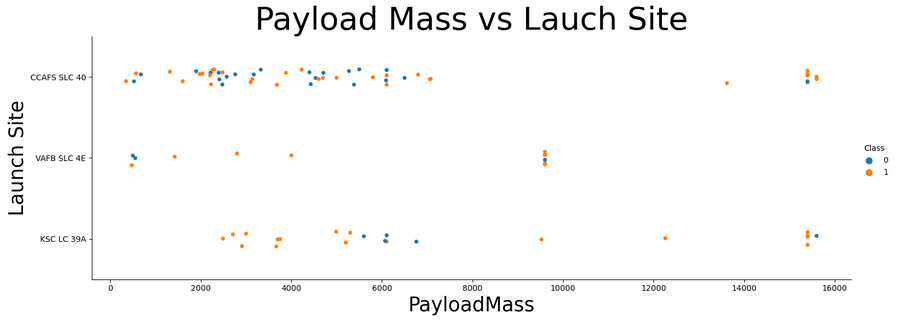 Payload Mass vs Lauch Site
Launch Site
CCAFS SLC 40
VAFB SLC 4E
KSC LC 39A
0 2000 4000 6000 8000 10000 12000 14000 16000
PayloadMass
Class
0
1